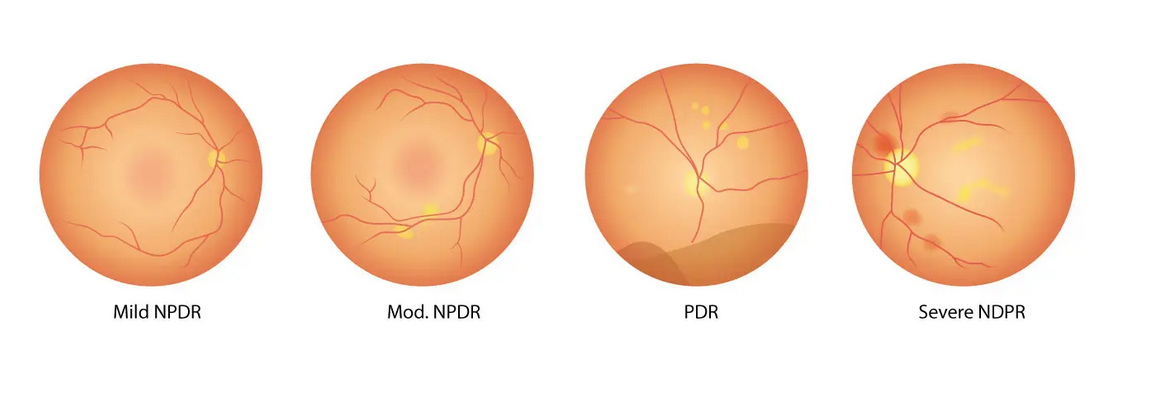 Mild NPDR
Mod. NPDR
PDR
Severe NDPR